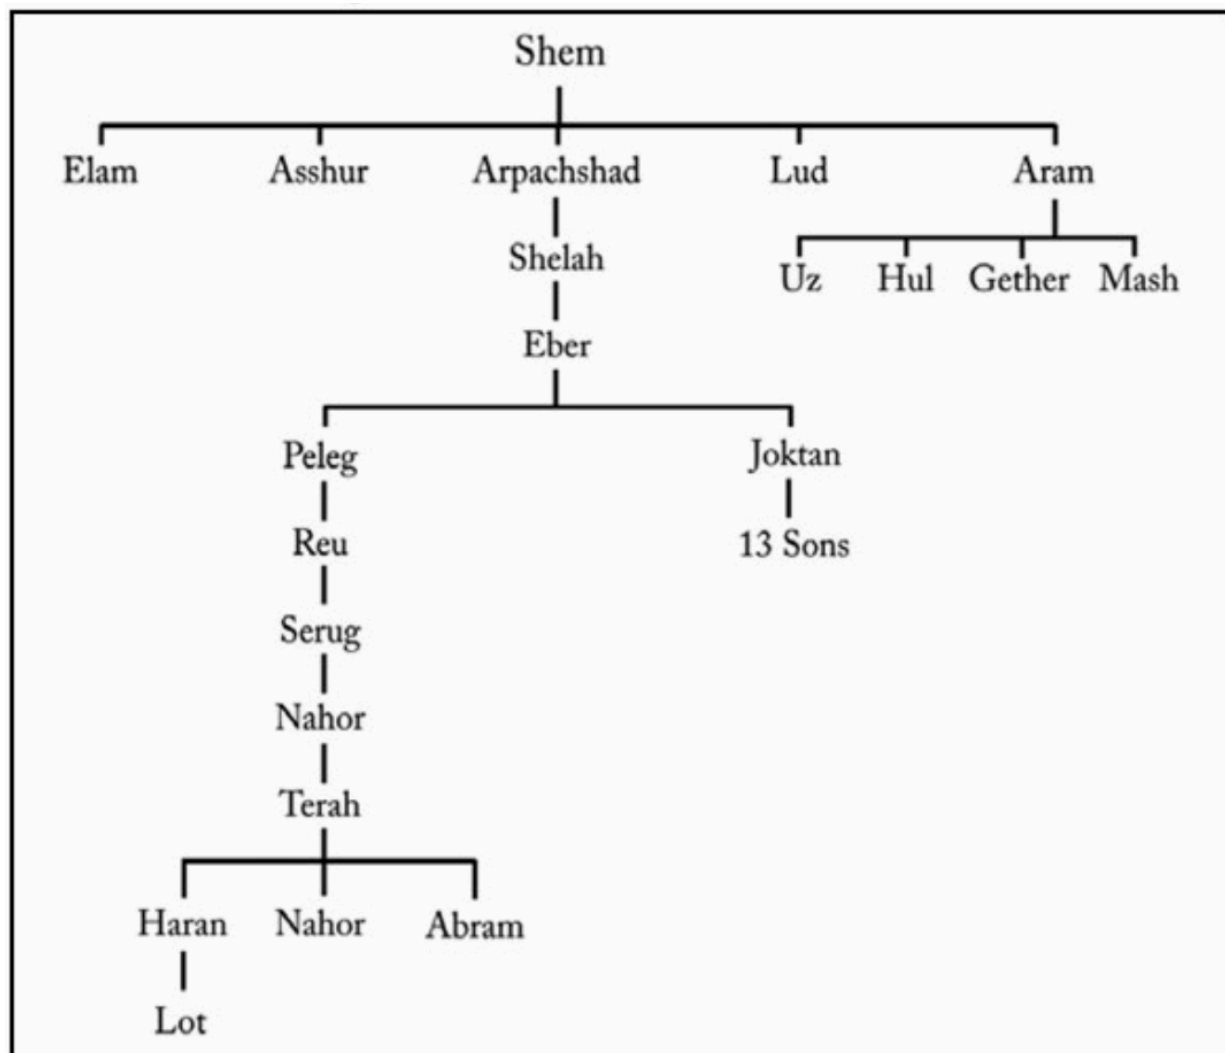 Shem
Elam Asshur Arpachshad Lud Aram
Shelah
Uz Hul Gether Mash
Eber
Peleg Joktan
Reu 13 Sons
Serug
Nahor
Terah
Haran Nahor Abram
Lot